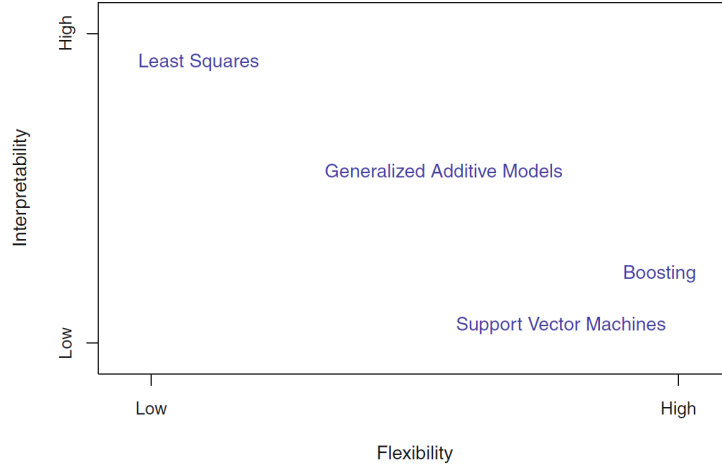 High
Least Squares
Generalized Additive Models
Interpretability
Boosting
Support Vector Machines
Low
Low
High
Flexibility